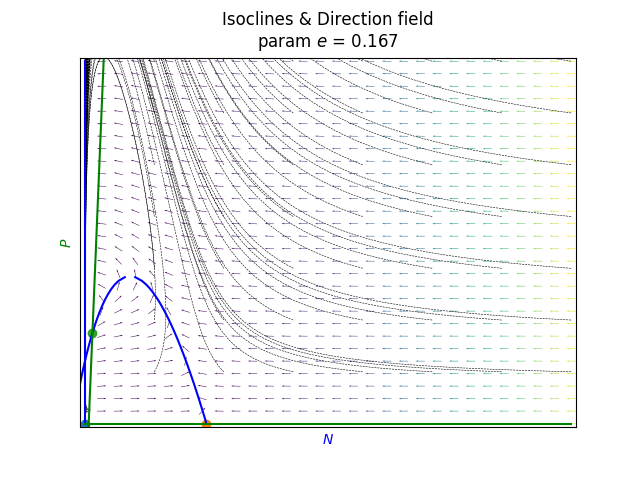 Isoclines & Direction field
param e = 0.167
P
N